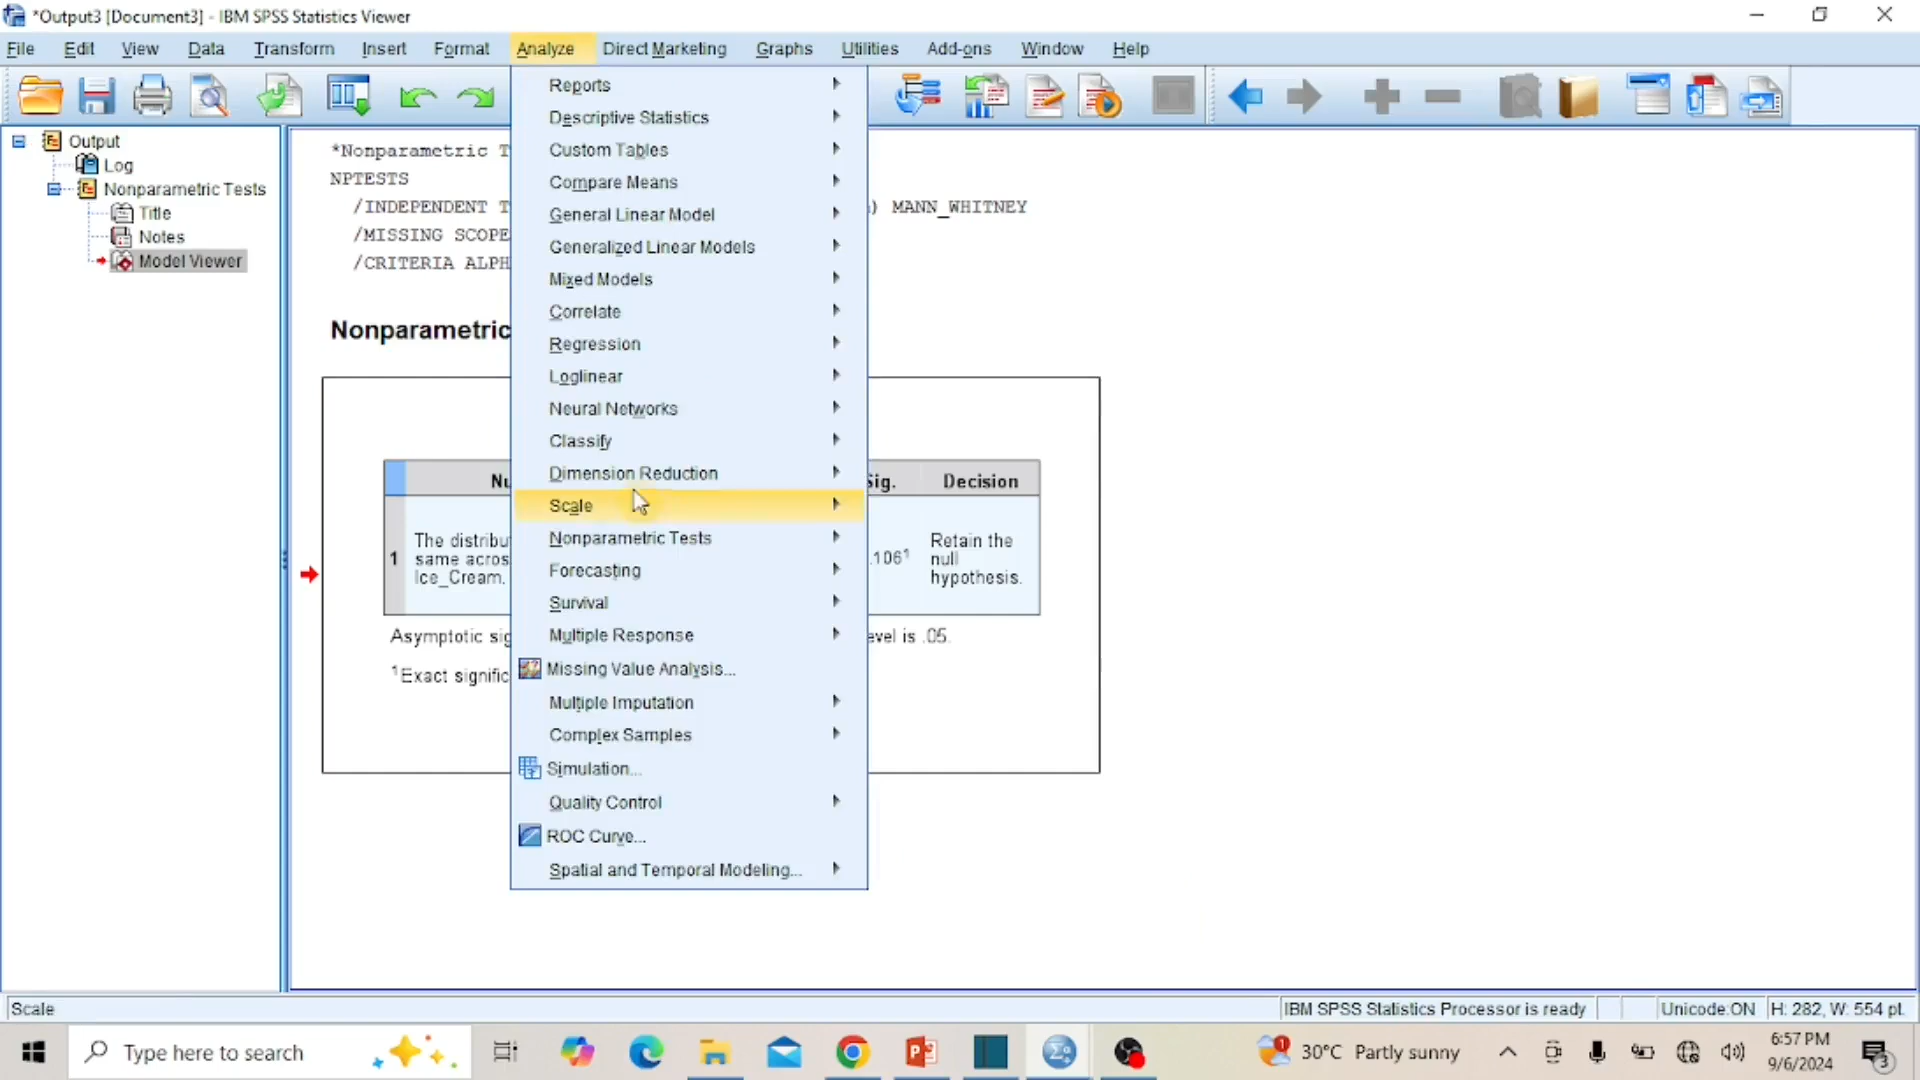 *Output3 [Document3] - IBM SPSS Statistics Viewer
File Edit View Data Transform Insert Format Analyze Direct Marketing Graphs Utilities Add-ons Window Help
Output
Log
Nonparametric Tests
Title
Notes
Model Viewer
*Nonparametric T
NPTESTS
/INDEPENDENT T ) MANN_WHITNEY
/MISSING SCOPE
/CRITERIA ALPH
Nonparametric
Nu Sig. Decision
1 The distribu same acros Ice_Cream. .106¹ Retain the null hypothesis.
Asymptotic sig evel is .05.
¹Exact signific
Reports
Descriptive Statistics
Custom Tables
Compare Means
General Linear Model
Generalized Linear Models
Mixed Models
Correlate
Regression
Loglinear
Neural Networks
Classify
Dimension Reduction
Scale
Nonparametric Tests
Forecasting
Survival
Multiple Response
Missing Value Analysis...
Multiple Imputation
Complex Samples
Simulation...
Quality Control
ROC Curve...
Spatial and Temporal Modeling...
Scale IBM SPSS Statistics Processor is ready Unicode:ON H: 282, W: 554 pt.
Type here to search 1 30°C Partly sunny 6:57 PM
9/6/2024 3